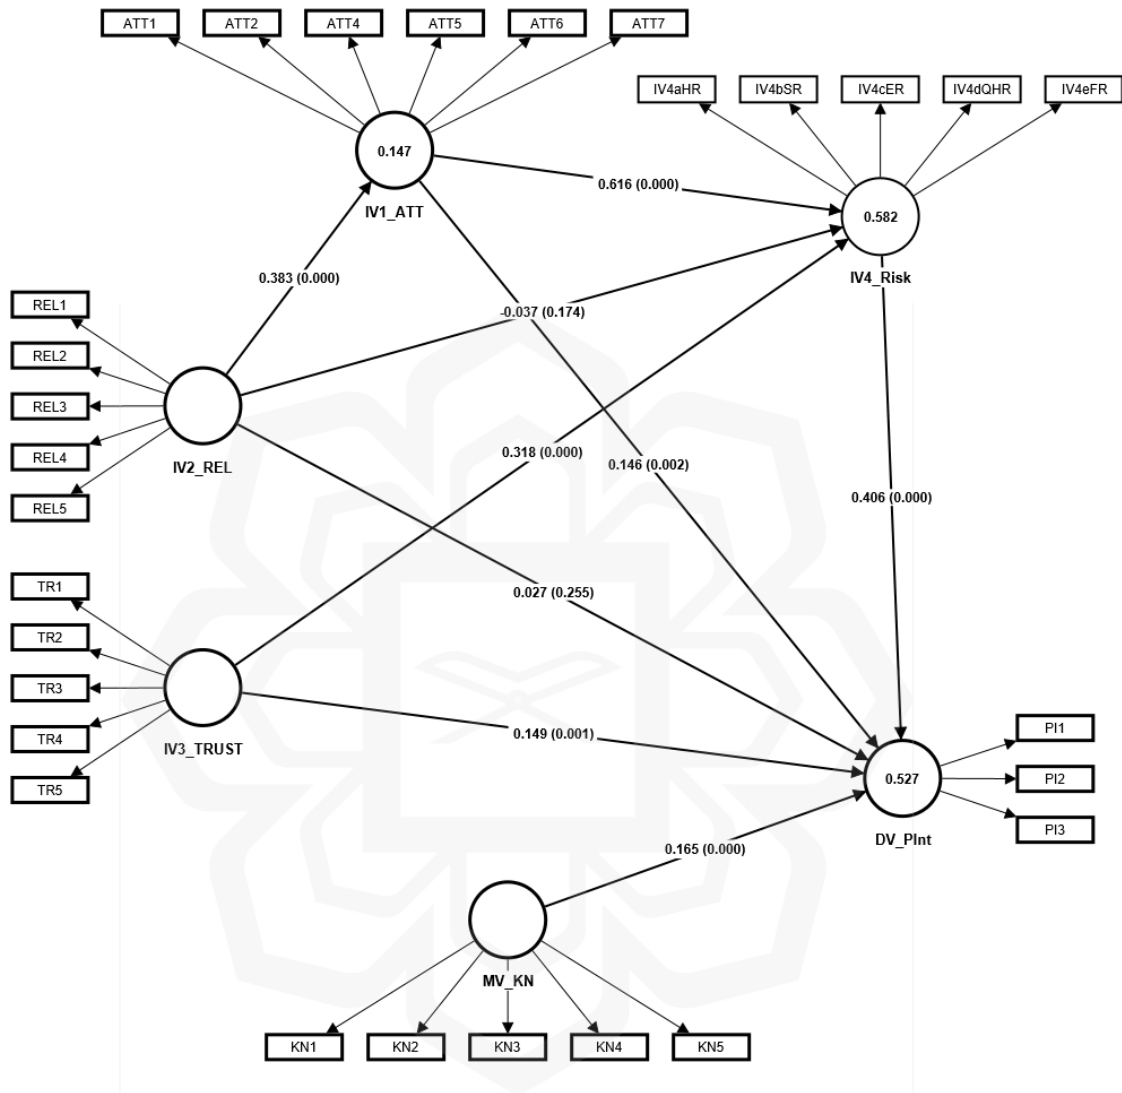 ATT1 ATT2 ATT4 ATT5 ATT6 ATT7
IV4aHR IV4bSR IV4cER IV4dQHR IV4eFR
0.147
0.616 (0.000)
IV1_ATT
0.582
IV4_Risk
0.383 (0.000)
REL1
-0.037 (0.174)
REL2
REL3
REL4
IV2_REL
0.318 (0.000)
0.146 (0.002)
REL5
0.406 (0.000)
TR1
0.027 (0.255)
TR2
TR3
TR4
IV3_TRUST
0.149 (0.001)
PI1
TR5
0.527
PI2
PI3
DV_PInt
0.165 (0.000)
MV_KN
KN1 KN2 KN3 KN4 KN5